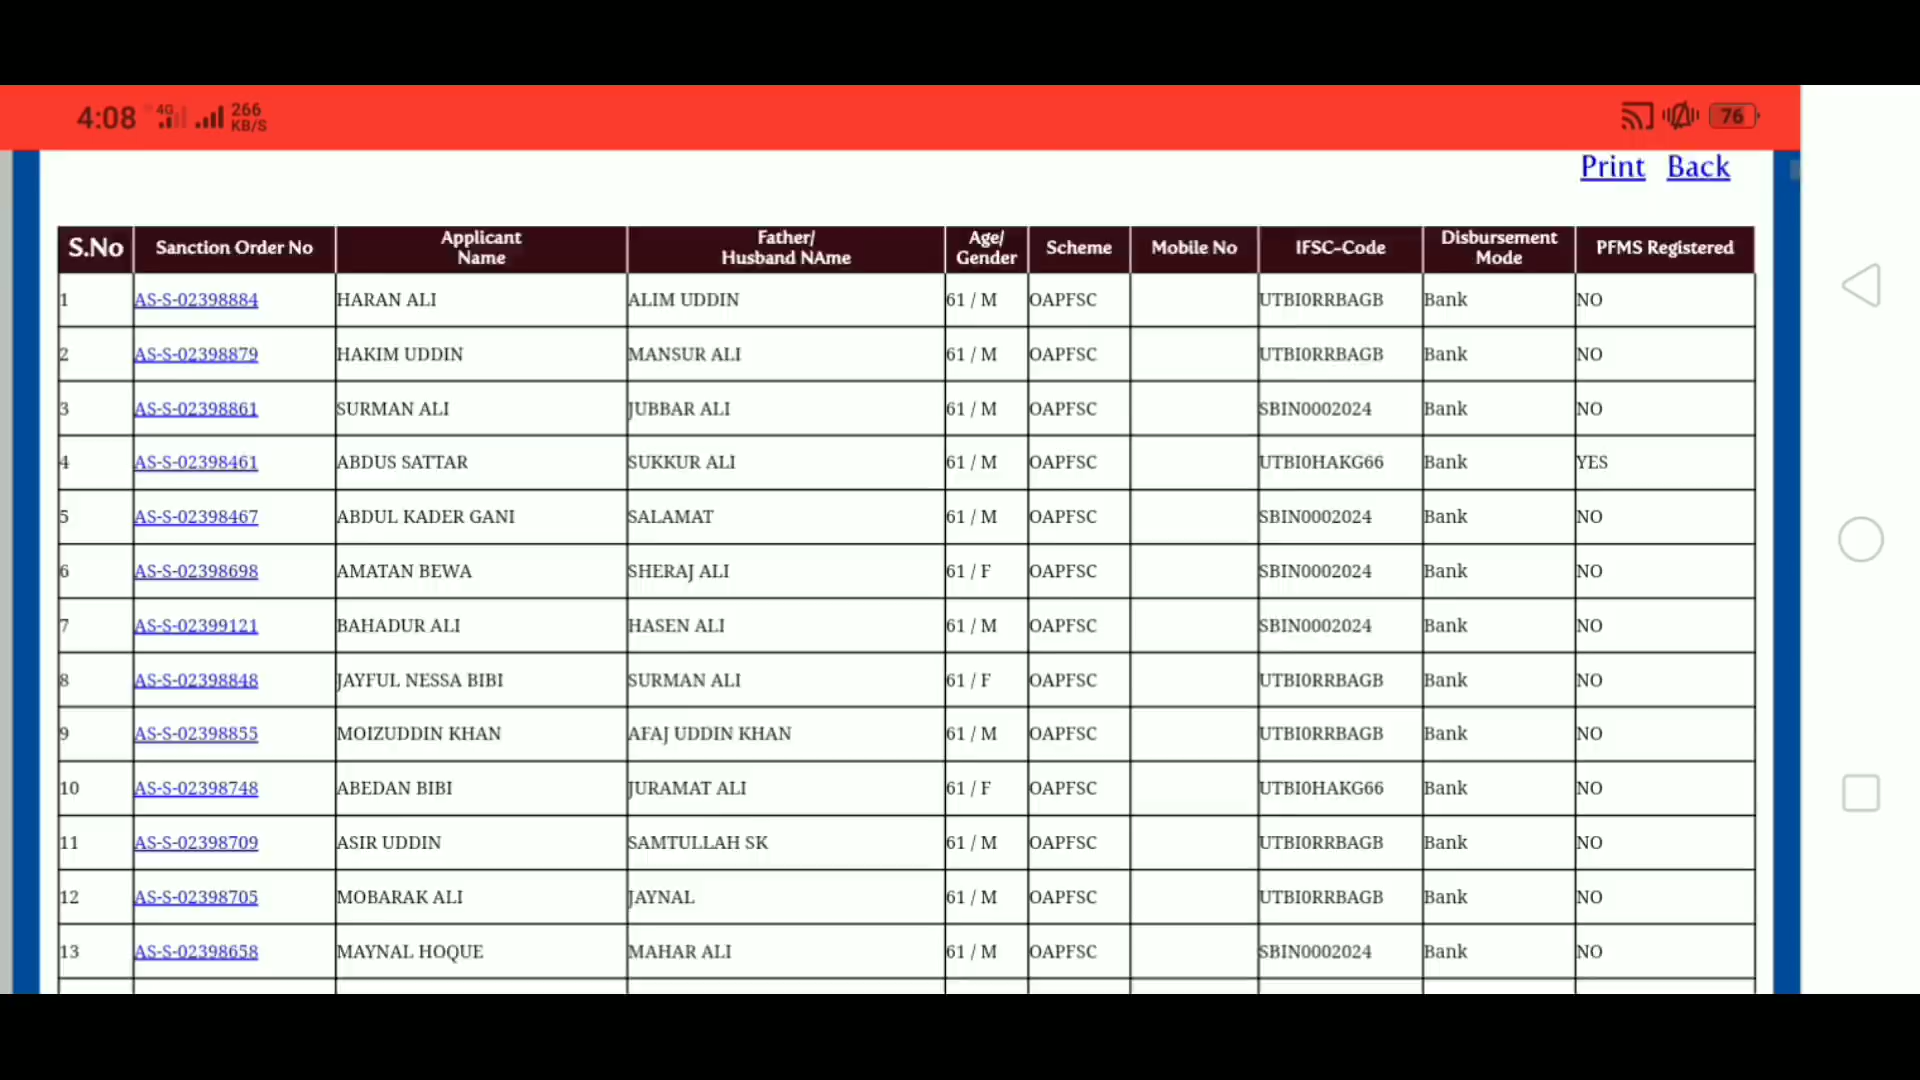 4:08 4G 266 KB/S 76
Print Back
S.No Sanction Order No Applicant Name Father/ Husband NAme Age/ Gender Scheme Mobile No IFSC-Code Disbursement Mode PFMS Registered
1 AS-S-02398884 HARAN ALI ALIM UDDIN 61 / M OAPFSC UTBI0RRBAGB Bank NO
2 AS-S-02398879 HAKIM UDDIN MANSUR ALI 61 / M OAPFSC UTBI0RRBAGB Bank NO
3 AS-S-02398861 SURMAN ALI JUBBAR ALI 61 / M OAPFSC SBIN0002024 Bank NO
4 AS-S-02398461 ABDUS SATTAR SUKKUR ALI 61 / M OAPFSC UTBI0HAKG66 Bank YES
5 AS-S-02398467 ABDUL KADER GANI SALAMAT 61 / M OAPFSC SBIN0002024 Bank NO
6 AS-S-02398698 AMATAN BEWA SHERAJ ALI 61 / F OAPFSC SBIN0002024 Bank NO
7 AS-S-02399121 BAHADUR ALI HASEN ALI 61 / M OAPFSC SBIN0002024 Bank NO
8 AS-S-02398848 JAYFUL NESSA BIBI SURMAN ALI 61 / F OAPFSC UTBI0RRBAGB Bank NO
9 AS-S-02398855 MOIZUDDIN KHAN AFAJ UDDIN KHAN 61 / M OAPFSC UTBI0RRBAGB Bank NO
10 AS-S-02398748 ABEDAN BIBI JURAMAT ALI 61 / F OAPFSC UTBI0HAKG66 Bank NO
11 AS-S-02398709 ASIR UDDIN SAMTULLAH SK 61 / M OAPFSC UTBI0RRBAGB Bank NO
12 AS-S-02398705 MOBARAK ALI JAYNAL 61 / M OAPFSC UTBI0RRBAGB Bank NO
13 AS-S-02398658 MAYNAL HOQUE MAHAR ALI 61 / M OAPFSC SBIN0002024 Bank NO